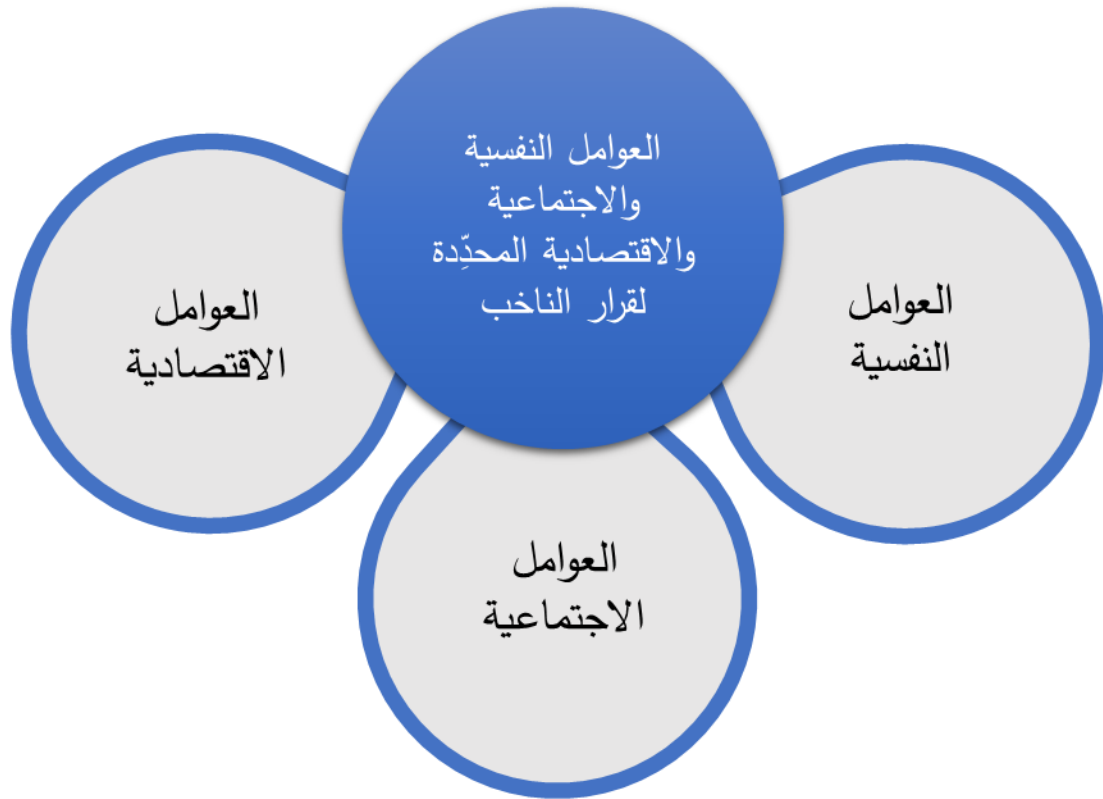 العوامل النفسية
والاجتماعية
والاقتصادية المحدِّدة
لقرار الناخب
العوامل
النفسية
العوامل
الاجتماعية
العوامل
الاقتصادية